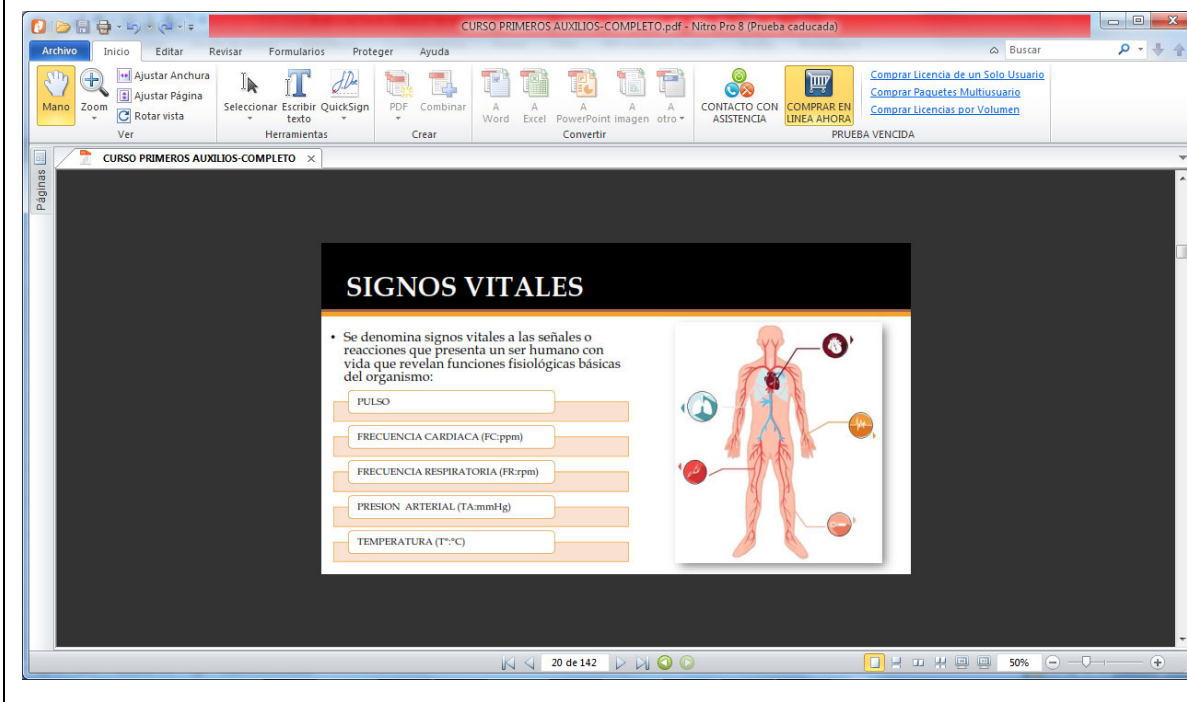 CURSO PRIMEROS AUXILIOS-COMPLETO.pdf - Nitro Pro 8 (Prueba caducada)
Archivo Inicio Editar Revisar Formularios Proteger Ayuda Buscar
Mano
Zoom
Ajustar Anchura
Ajustar Página
Rotar vista
Ver
Seleccionar
Escribir texto
QuickSign
Herramientas
PDF
Combinar
Crear
A Word
A Excel
A PowerPoint
A imagen
A otro
Convertir
CONTACTO CON ASISTENCIA
COMPRAR EN LINEA AHORA
Comprar Licencia de un Solo Usuario
Comprar Paquetes Multiusuario
Comprar Licencias por Volumen
PRUEBA VENCIDA
CURSO PRIMEROS AUXILIOS-COMPLETO
Páginas
SIGNOS VITALES
• Se denomina signos vitales a las señales o
reacciones que presenta un ser humano con
vida que revelan funciones fisiológicas básicas
del organismo:
PULSO
FRECUENCIA CARDIACA (FC:ppm)
FRECUENCIA RESPIRATORIA (FR:rpm)
PRESION ARTERIAL (TA:mmHg)
TEMPERATURA (T°:°C)
20 de 142
50%